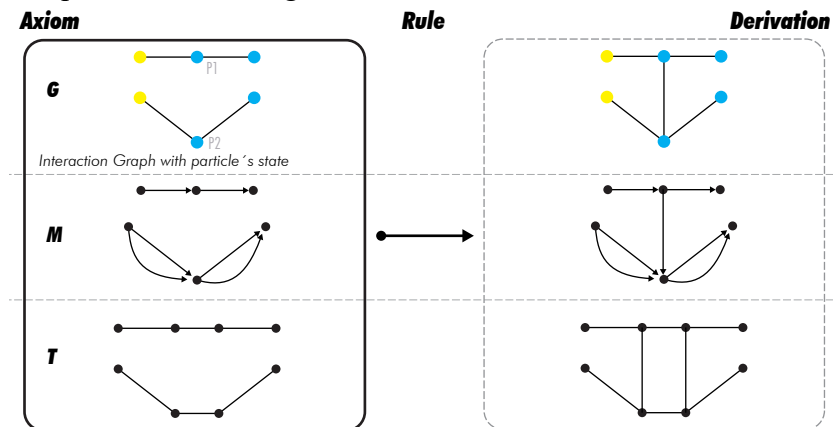 Axiom Rule Derivation
G
P1
P2
Interaction Graph with particle´s state
M
T